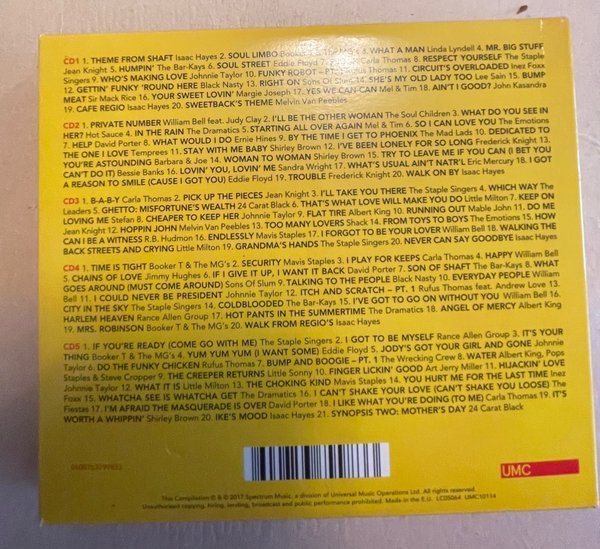 CD1 1. THEME FROM SHAFT Isaac Hayes 2. SOUL LIMBO Booker T & The MG's 3. WHAT A MAN Linda Lyndell 4. MR. BIG STUFF
Jean Knight 5. HUMPIN' The Bar-Kays 6. SOUL STREET Eddie Floyd 7. Carla Thomas 8. RESPECT YOURSELF The Staple
Singers 9. WHO'S MAKING LOVE Johnnie Taylor 10. FUNKY ROBOT – PT. 1 Rufus Thomas 11. CIRCUIT'S OVERLOADED Inez Foxx
12. GETTIN' FUNKY 'ROUND HERE Black Nasty 13. RIGHT ON Sons Of Slum 14. SHE'S MY OLD LADY TOO Lee Sain 15. BUMP
MEAT Sir Mack Rice 16. YOUR SWEET LOVIN' Margie Joseph 17. YES WE CAN-CAN Mel & Tim 18. AIN'T I GOOD? John Kasandra
19. CAFE REGIO Isaac Hayes 20. SWEETBACK'S THEME Melvin Van Peebles
CD2 1. PRIVATE NUMBER William Bell feat. Judy Clay 2. I'LL BE THE OTHER WOMAN The Soul Children 3. WHAT DO YOU SEE IN
HER? Hot Sauce 4. IN THE RAIN The Dramatics 5. STARTING ALL OVER AGAIN Mel & Tim 6. SO I CAN LOVE YOU The Emotions
7. HELP David Porter 8. WHAT WOULD I DO Ernie Hines 9. BY THE TIME I GET TO PHOENIX The Mad Lads 10. DEDICATED TO
THE ONE I LOVE Temprees 11. STAY WITH ME BABY Shirley Brown 12. I'VE BEEN LONELY FOR SO LONG Frederick Knight 13.
YOU'RE ASTOUNDING Barbara & Joe 14. WOMAN TO WOMAN Shirley Brown 15. TRY TO LEAVE ME IF YOU CAN (I BET YOU
CAN'T DO IT) Bessie Banks 16. LOVIN' YOU, LOVIN' ME Sandra Wright 17. WHAT'S USUAL AIN'T NATR'L Eric Mercury 18. I GOT
A REASON TO SMILE (CAUSE I GOT YOU) Eddie Floyd 19. TROUBLE Frederick Knight 20. WALK ON BY Isaac Hayes
CD3 1. B-A-B-Y Carla Thomas 2. PICK UP THE PIECES Jean Knight 3. I'LL TAKE YOU THERE The Staple Singers 4. WHICH WAY The
Leaders 5. GHETTO: MISFORTUNE'S WEALTH 24 Carat Black 6. THAT'S WHAT LOVE WILL MAKE YOU DO Little Milton 7. KEEP ON
LOVING ME Stefan 8. CHEAPER TO KEEP HER Johnnie Taylor 9. FLAT TIRE Albert King 10. RUNNING OUT Mable John 11. DO ME
Jean Knight 12. HOPPIN JOHN Melvin Van Peebles 13. TOO MANY LOVERS Shack 14. FROM TOYS TO BOYS The Emotions 15. HOW
CAN I BE A WITNESS R.B. Hudmon 16. ENDLESSLY Mavis Staples 17. I FORGOT TO BE YOUR LOVER William Bell 18. WALKING THE
BACK STREETS AND CRYING Little Milton 19. GRANDMA'S HANDS The Staple Singers 20. NEVER CAN SAY GOODBYE Isaac Hayes
CD4 1. TIME IS TIGHT Booker T & The MG's 2. SECURITY Mavis Staples 3. I PLAY FOR KEEPS Carla Thomas 4. HAPPY William Bell
5. CHAINS OF LOVE Jimmy Hughes 6. IF I GIVE IT UP, I WANT IT BACK David Porter 7. SON OF SHAFT The Bar-Kays 8. WHAT
GOES AROUND (MUST COME AROUND) Sons Of Slum 9. TALKING TO THE PEOPLE Black Nasty 10. EVERYDAY PEOPLE William
Bell 11. I COULD NEVER BE PRESIDENT Johnnie Taylor 12. ITCH AND SCRATCH – PT. 1 Rufus Thomas feat. Andrew Love 13.
CITY IN THE SKY The Staple Singers 14. COLDBLOODED The Bar-Kays 15. I'VE GOT TO GO ON WITHOUT YOU William Bell 16.
HARLEM HEAVEN Rance Allen Group 17. HOT PANTS IN THE SUMMERTIME The Dramatics 18. ANGEL OF MERCY Albert King
19. MRS. ROBINSON Booker T & The MG's 20. WALK FROM REGIO'S Isaac Hayes
CD5 1. IF YOU'RE READY (COME GO WITH ME) The Staple Singers 2. I GOT TO BE MYSELF Rance Allen Group 3. IT'S YOUR
THING Booker T & The MG's 4. YUM YUM YUM (I WANT SOME) Eddie Floyd 5. JODY'S GOT YOUR GIRL AND GONE Johnnie
Taylor 6. DO THE FUNKY CHICKEN Rufus Thomas 7. BUMP AND BOOGIE – PT. 1 The Wrecking Crew 8. WATER Albert King, Pops
Staples & Steve Cropper 9. THE CREEPER RETURNS Little Sonny 10. FINGER LICKIN' GOOD Art Jerry Miller 11. HIJACKIN' LOVE
Johnnie Taylor 12. WHAT IT IS Little Milton 13. THE CHOKING KIND Mavis Staples 14. YOU HURT ME FOR THE LAST TIME Inez
Foxx 15. WHATCHA SEE IS WHATCHA GET The Dramatics 16. I CAN'T SHAKE YOUR LOVE (CAN'T SHAKE YOU LOOSE) The
Fiestas 17. I'M AFRAID THE MASQUERADE IS OVER David Porter 18. I LIKE WHAT YOU'RE DOING (TO ME) Carla Thomas 19. IT'S
WORTH A WHIPPIN' Shirley Brown 20. IKE'S MOOD Isaac Hayes 21. SYNOPSIS TWO: MOTHER'S DAY 24 Carat Black
UMC
This Compilation ℗ & © 2017 Spectrum Music, a division of Universal Music Operations Ltd. All rights reserved.
Unauthorised copying, hiring, lending, broadcast and public performance prohibited. Made in the E.U. LC05064 UMC10114